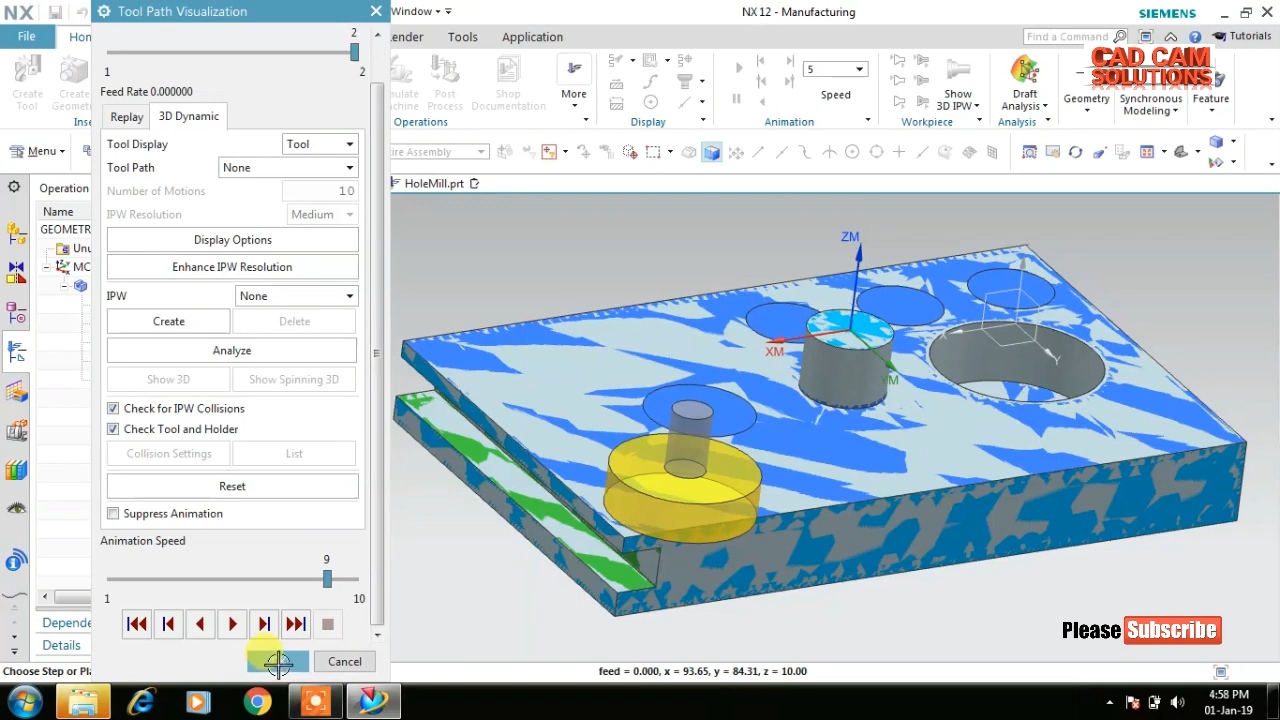 NX
Tool Path Visualization
Window
NX 12 - Manufacturing
SIEMENS
File
Home
Render
Tools
Application
Find a Command
Tutorials
Create Tool
Create Geometry
Post Process
Shop Documentation
More
5
Speed
Show 3D IPW
Draft Analysis
Geometry
Synchronous Modeling
Feature
CAD CAM SOLUTIONS
Operations
Display
Animation
Workpiece
Analysis
Menu
Entire Assembly
HoleMill.prt
Operation
Name
GEOMETR
Unu
MC
Depende
Details
2
1
2
Feed Rate 0.000000
Replay
3D Dynamic
Tool Display
Tool
Tool Path
None
Number of Motions
10
IPW Resolution
Medium
Display Options
Enhance IPW Resolution
IPW
None
Create
Delete
Analyze
Show 3D
Show Spinning 3D
Check for IPW Collisions
Check Tool and Holder
Collision Settings
List
Reset
Suppress Animation
Animation Speed
9
1
10
Cancel
ZM
XM
YM
Y
Please Subscribe
Choose Step or Pla
feed = 0.000, x = 93.65, y = 84.31, z = 10.00
4:58 PM
01-Jan-19